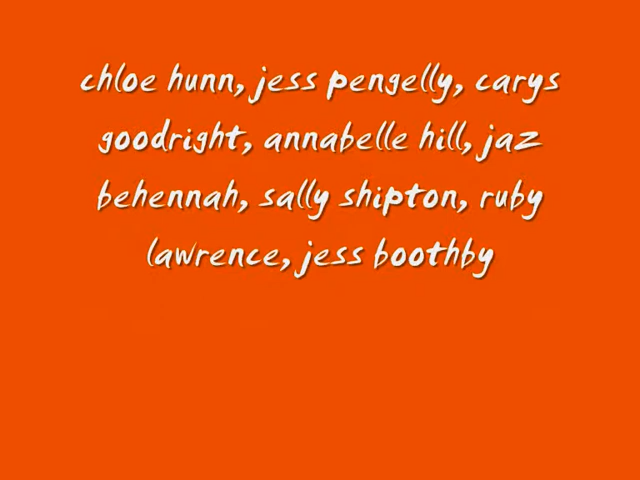 chloe hunn, jess pengelly, carys
goodright, annabelle hill, jaz
behennah, sally shipton, ruby
lawrence, jess boothby